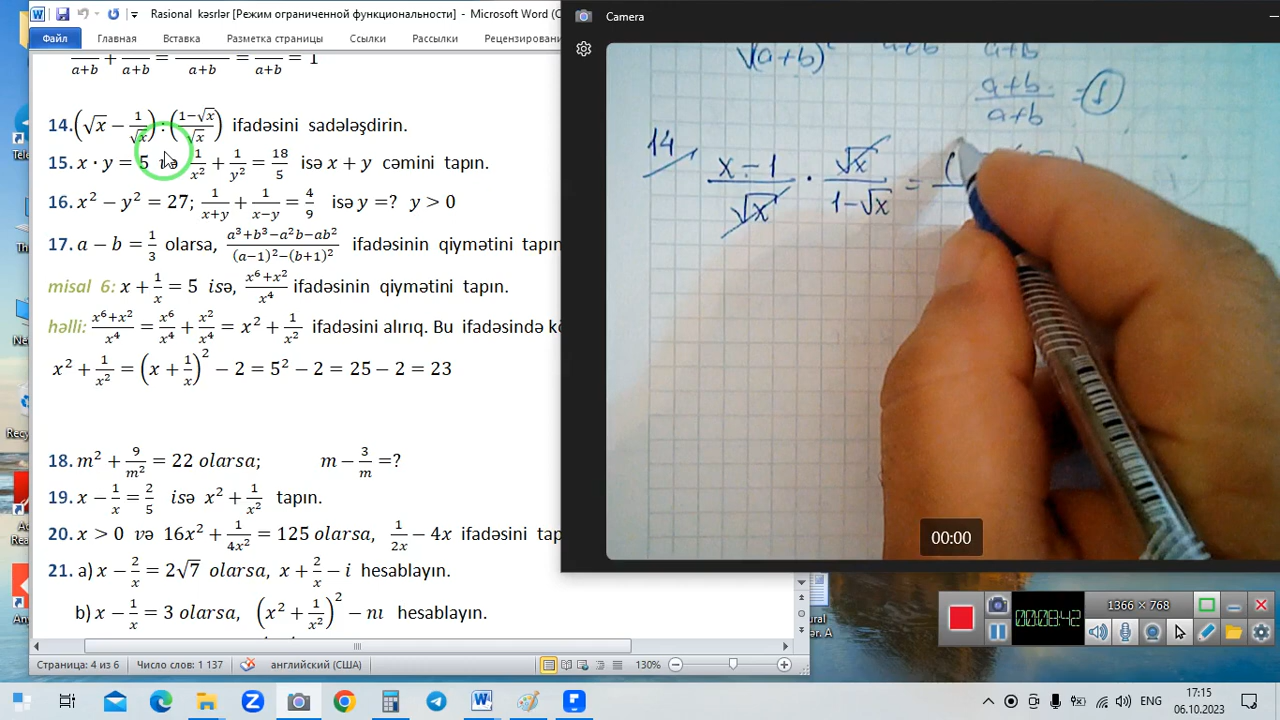 Rasional kəsrlər [Режим ограниченной функциональности] - Microsoft Word (С
Файл Главная Вставка Разметка страницы Ссылки Рассылки Рецензирован
a+b + a+b = a+b = a+b = 1
14. (√x − 1/√x) : ((1−√x)/√x) ifadəsini sadələşdirin.
15. x · y = 5 isə 1/x² + 1/y² = 18/5 isə x + y cəmini tapın.
16. x² − y² = 27; 1/(x+y) + 1/(x−y) = 4/9 isə y =? y > 0
17. a − b = 1/3 olarsa, (a³+b³−a²b−ab²)/((a−1)²−(b+1)²) ifadəsinin qiymətini tapın
misal 6: x + 1/x = 5 isə, (x⁶+x²)/x⁴ ifadəsinin qiymətini tapın.
həlli: (x⁶+x²)/x⁴ = x⁶/x⁴ + x²/x⁴ = x² + 1/x² ifadəsini alırıq. Bu ifadəsində kö
x² + 1/x² = (x + 1/x)² − 2 = 5² − 2 = 25 − 2 = 23
18. m² + 9/m² = 22 olarsa; m − 3/m =?
19. x − 1/x = 2/5 isə x² + 1/x² tapın.
20. x > 0 və 16x² + 1/4x² = 125 olarsa, 1/2x − 4x ifadəsini tap
21. a) x − 2/x = 2√7 olarsa, x + 2/x − i hesablayın.
b) x − 1/x = 3 olarsa, (x² + 1/x²)² − nı hesablayın.
Страница: 4 из 6 Число слов: 1 137 английский (США) 130%
Camera
√(a+b)² a+b a+b
(a+b)/(a+b) = 1
14 (x − 1)/√x · √x/(1−√x) = (
00:00
00:08:42 1366 × 768
ENG 17:15
06.10.2023